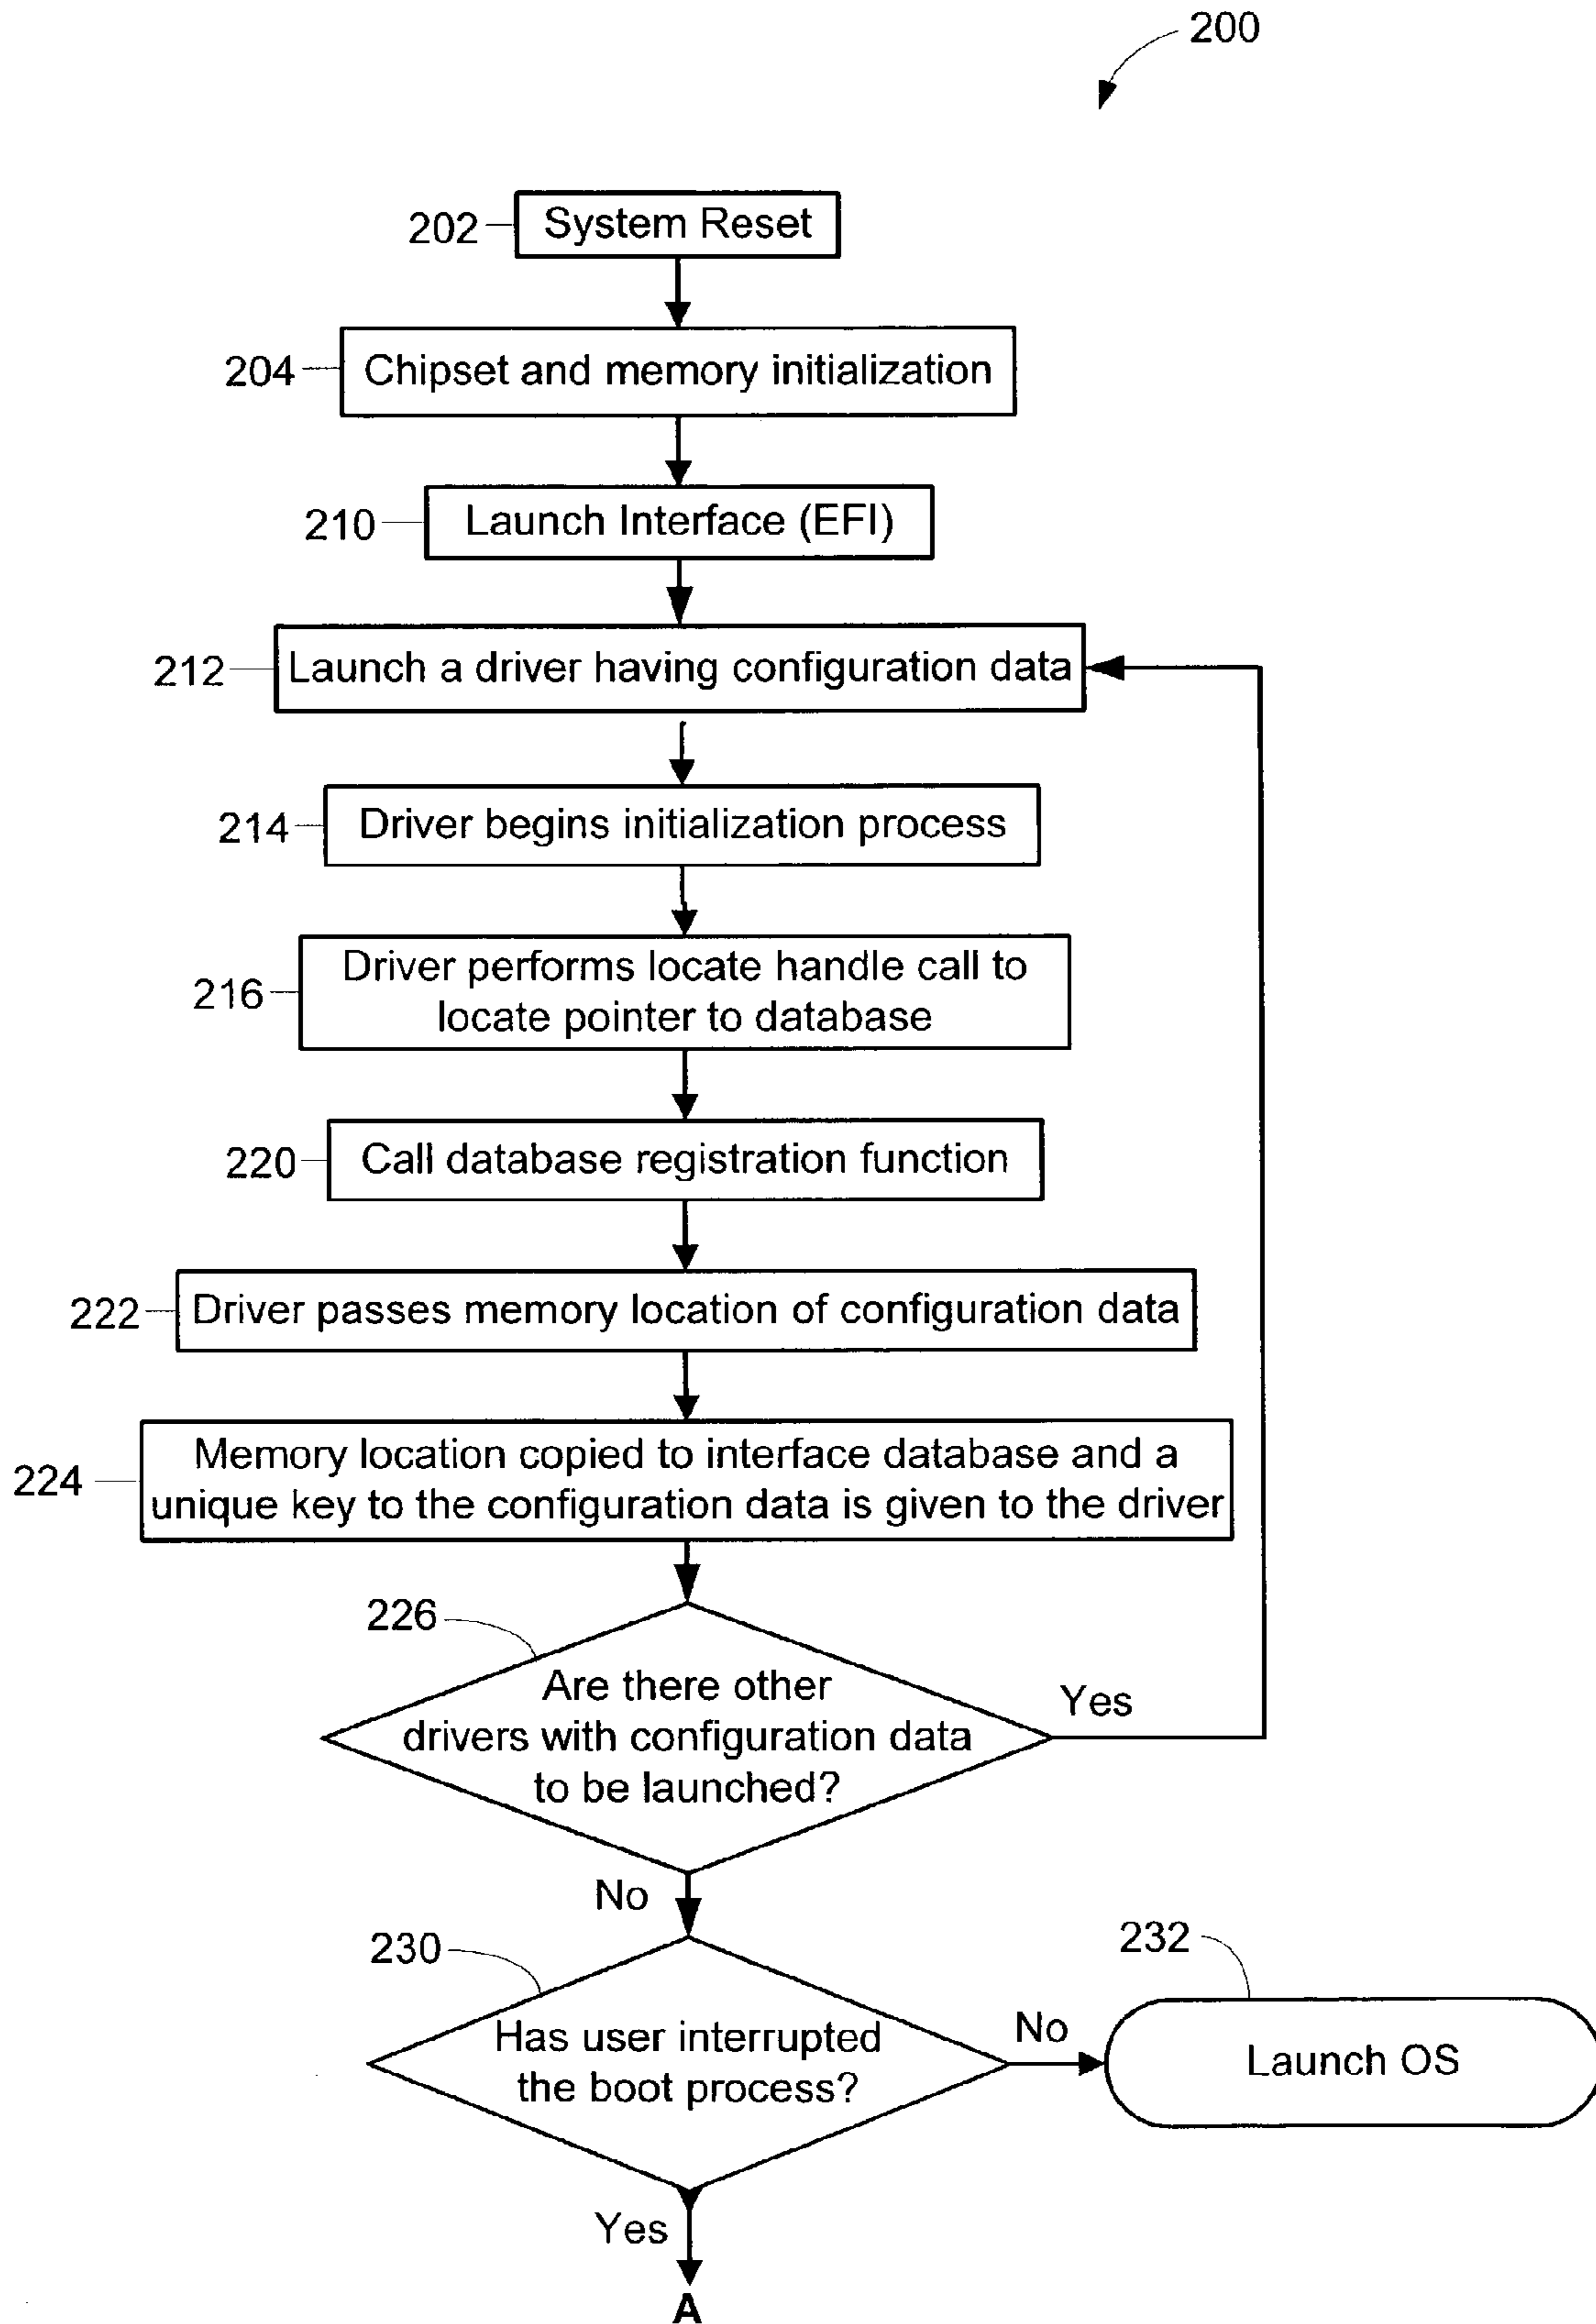 200
202
System Reset
204
Chipset and memory initialization
210
Launch Interface (EFI)
212
Launch a driver having configuration data
214
Driver begins initialization process
216
Driver performs locate handle call to
locate pointer to database
220
Call database registration function
222
Driver passes memory location of configuration data
224
Memory location copied to interface database and a
unique key to the configuration data is given to the driver
226
Are there other
drivers with configuration data
to be launched?
Yes
No
230
Has user interrupted
the boot process?
No
232
Launch OS
Yes
A